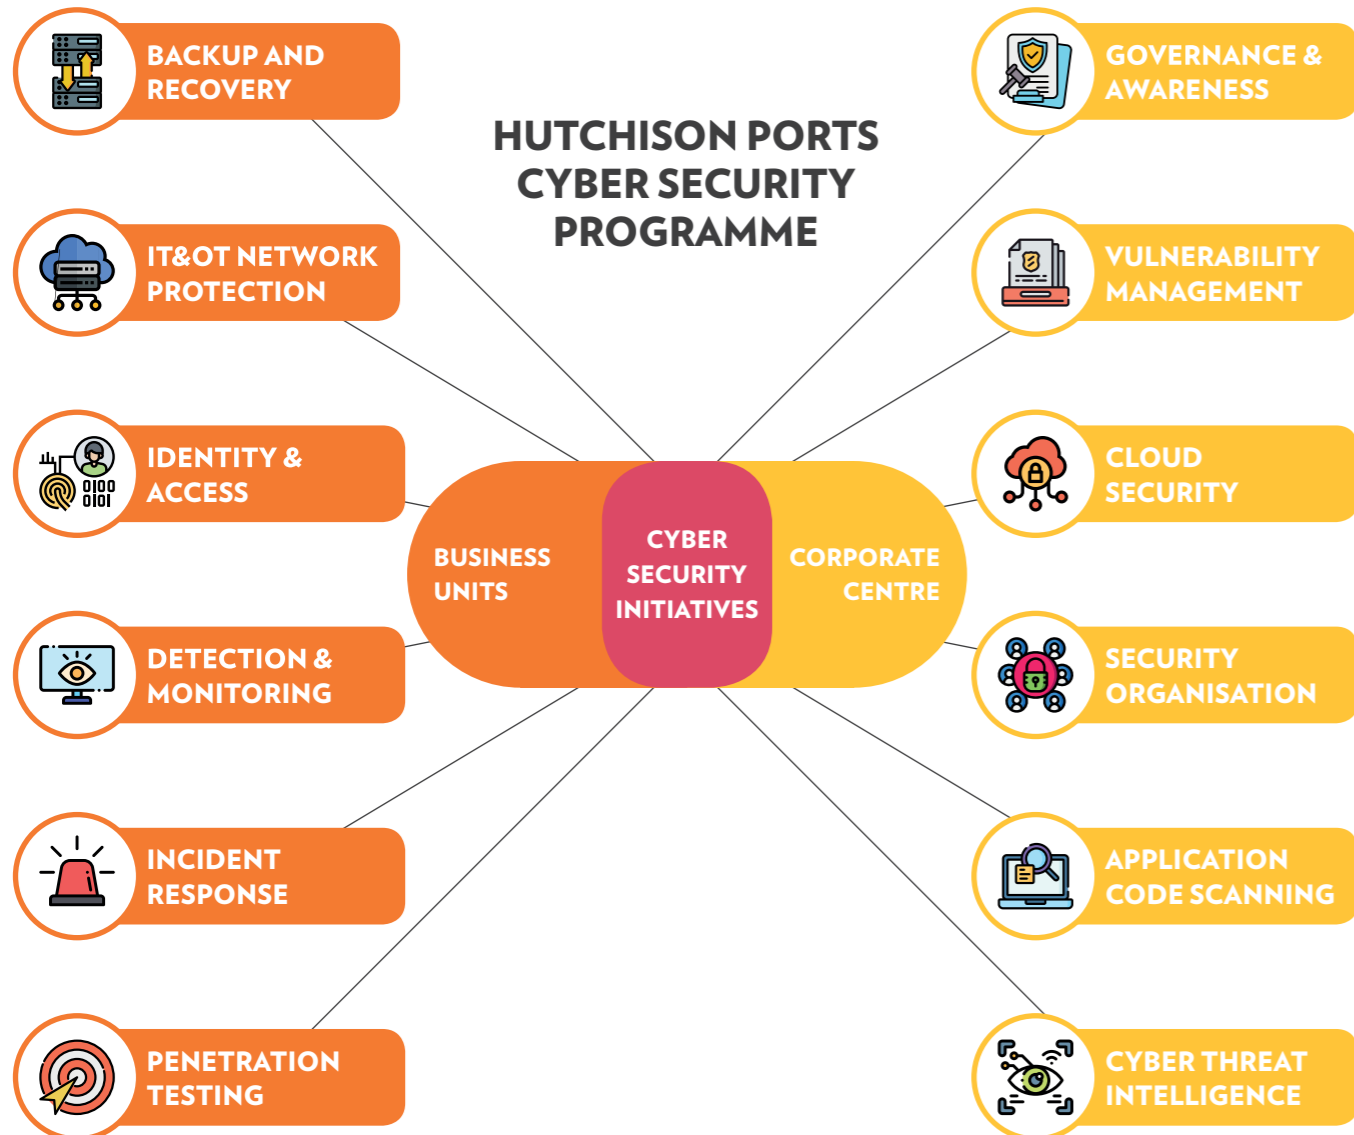 HUTCHISON PORTS
CYBER SECURITY
PROGRAMME
BACKUP AND
RECOVERY
IT&OT NETWORK
PROTECTION
IDENTITY &
ACCESS
0100
0101
DETECTION &
MONITORING
INCIDENT
RESPONSE
PENETRATION
TESTING
BUSINESS
UNITS
CYBER
SECURITY
INITIATIVES
CORPORATE
CENTRE
GOVERNANCE &
AWARENESS
VULNERABILITY
MANAGEMENT
CLOUD
SECURITY
SECURITY
ORGANISATION
APPLICATION
CODE SCANNING
CYBER THREAT
INTELLIGENCE